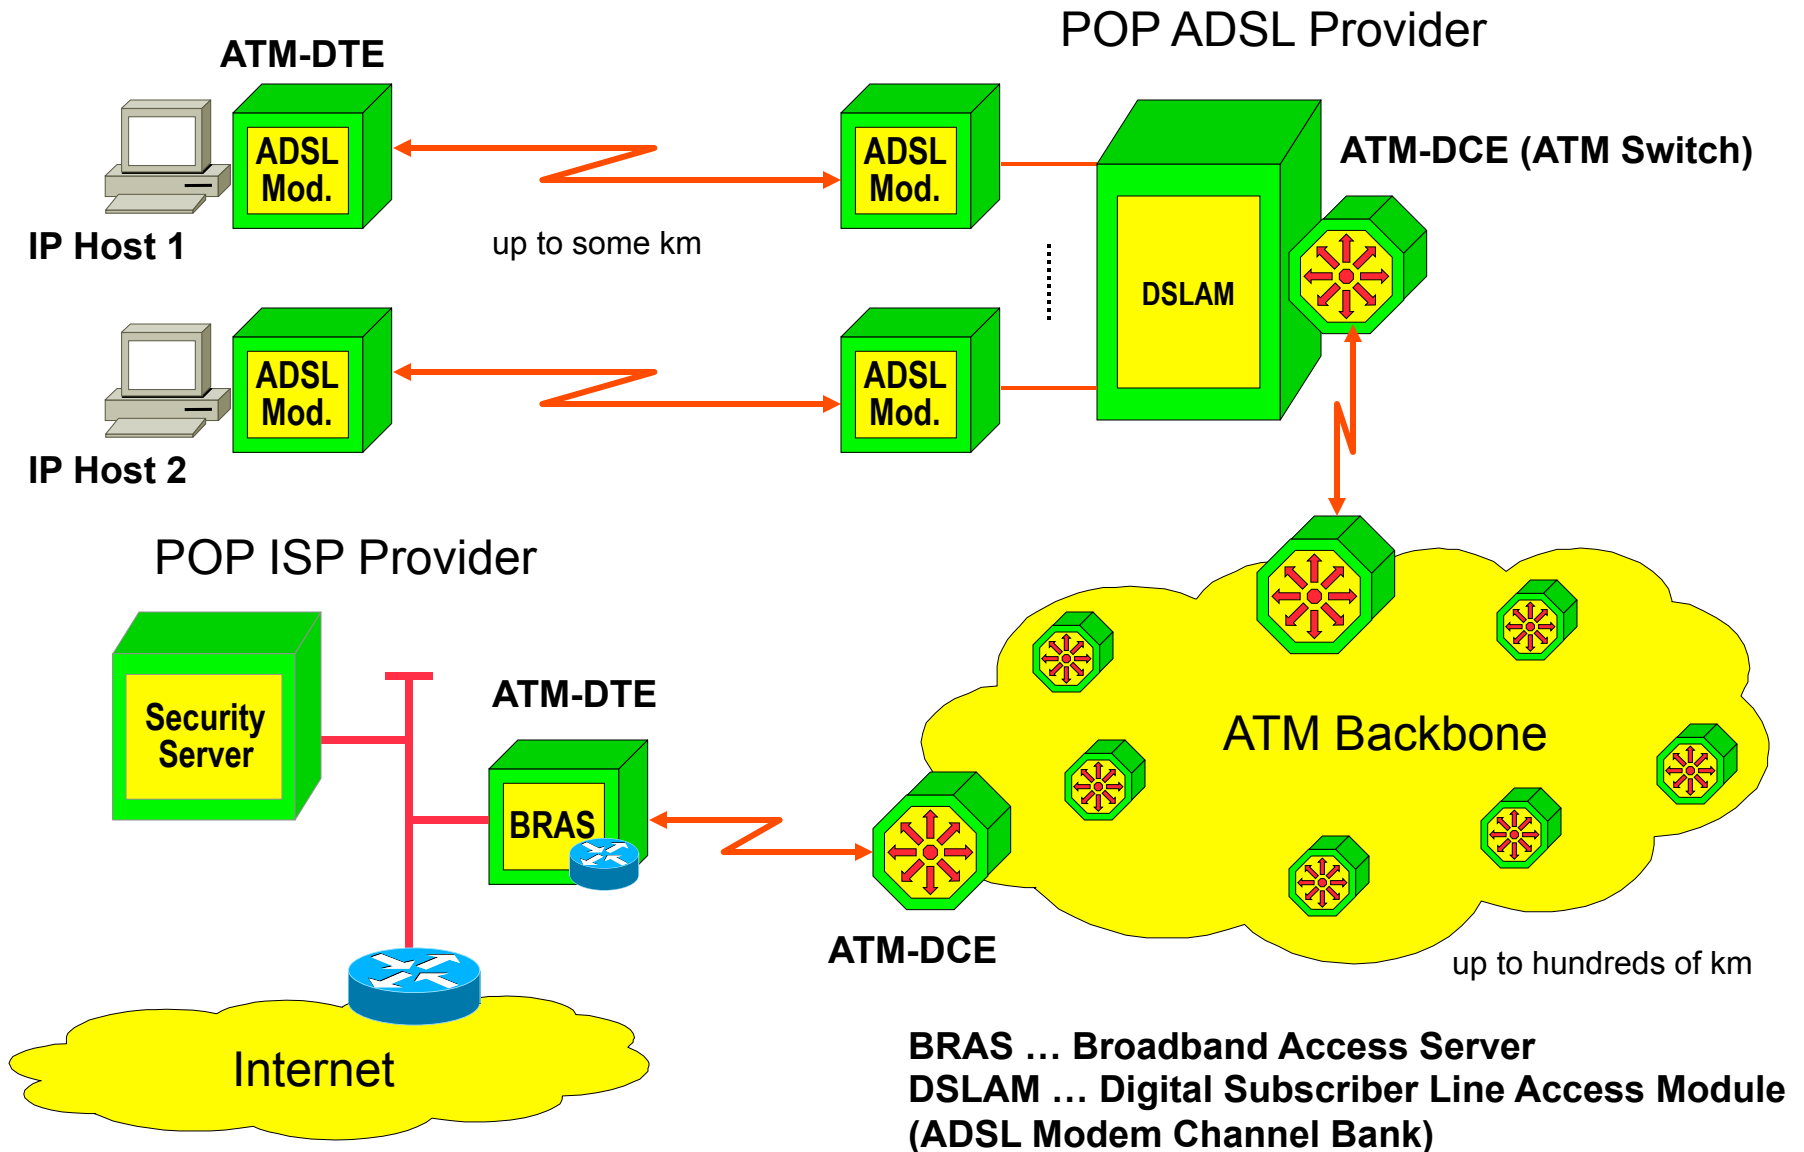 POP ADSL Provider
ATM-DTE
ADSL
Mod.
ADSL
Mod.
ATM-DCE (ATM Switch)
IP Host 1
up to some km
DSLAM
ADSL
Mod.
ADSL
Mod.
IP Host 2
POP ISP Provider
Security
Server
ATM-DTE
BRAS
ATM Backbone
ATM-DCE
up to hundreds of km
Internet
BRAS … Broadband Access Server
DSLAM … Digital Subscriber Line Access Module
(ADSL Modem Channel Bank)